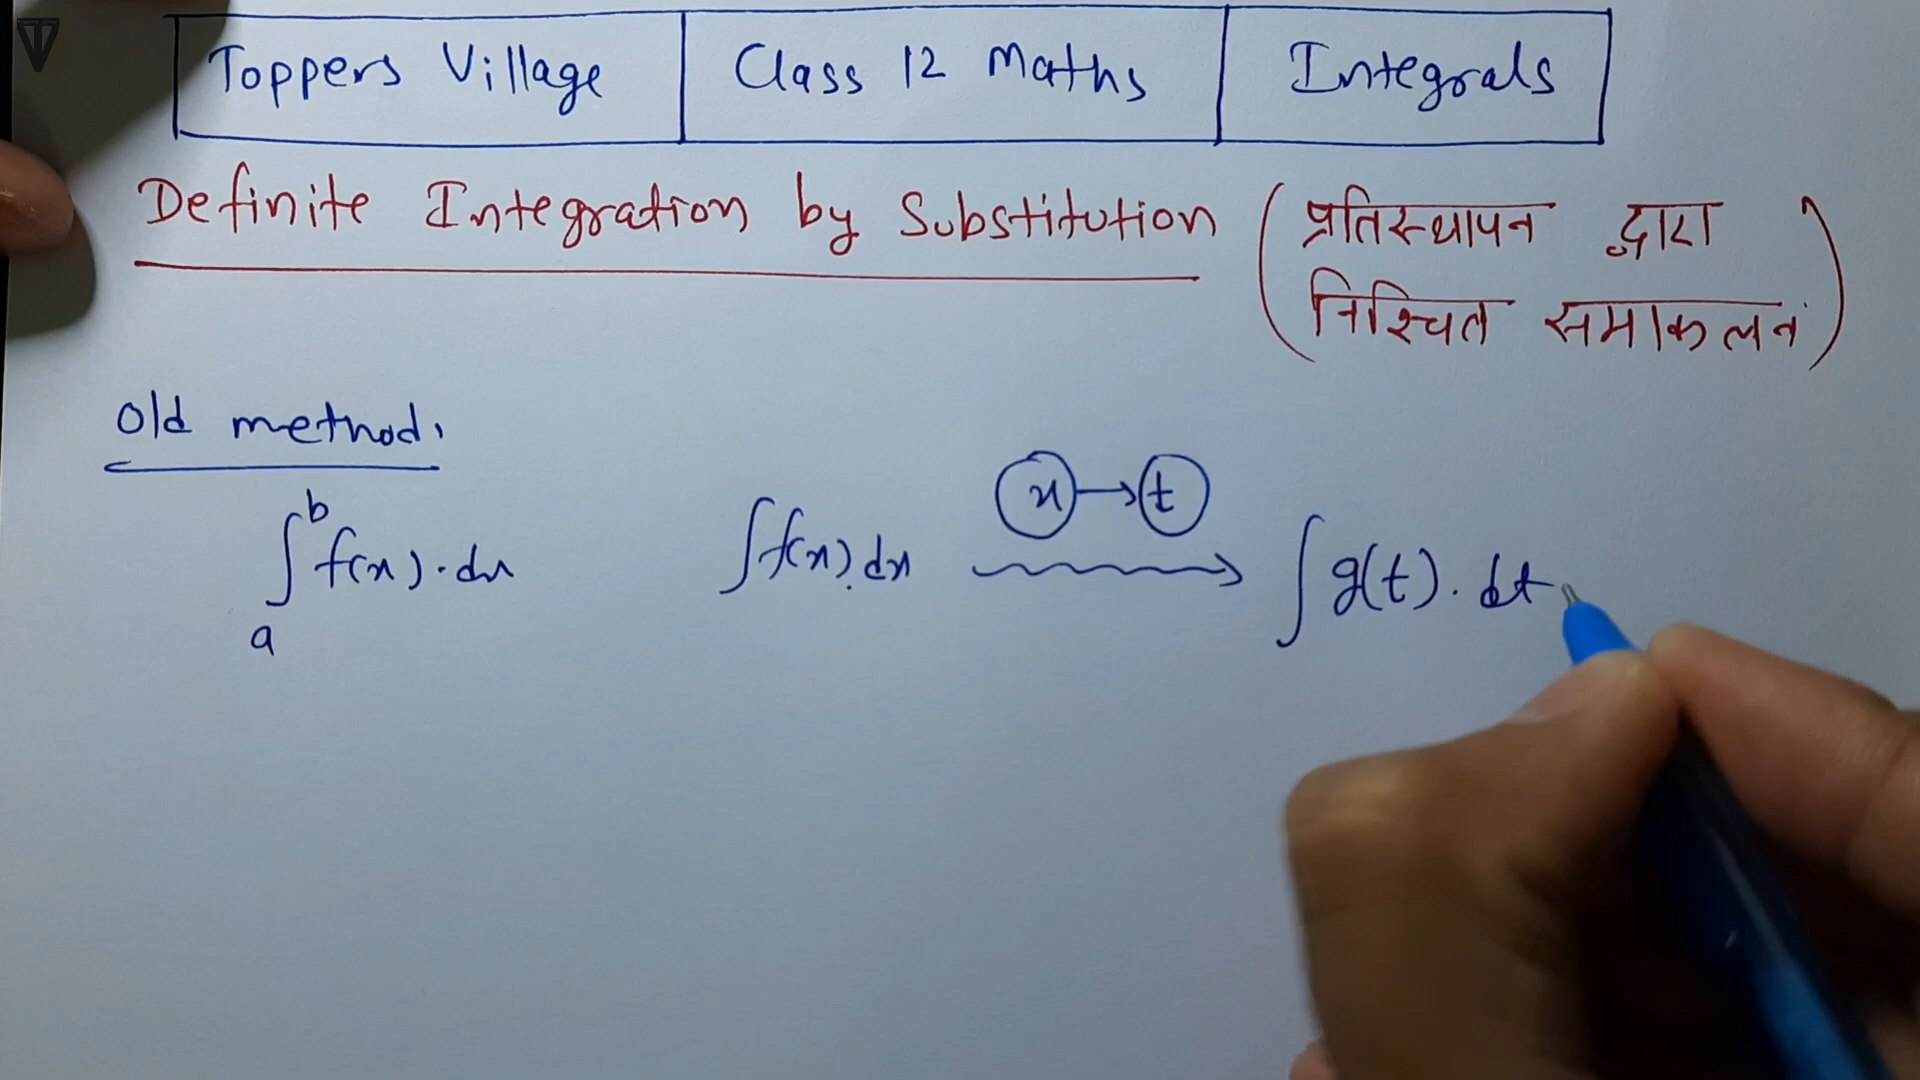 Toppers Village Class 12 Maths Integrals
Definite Integration by Substitution (प्रतिस्थापन द्वारा
निश्चित समाकलन)
Old method:
∫ₐᵇ f(x)·dx ∫f(x).dx x→t ∫g(t).dt